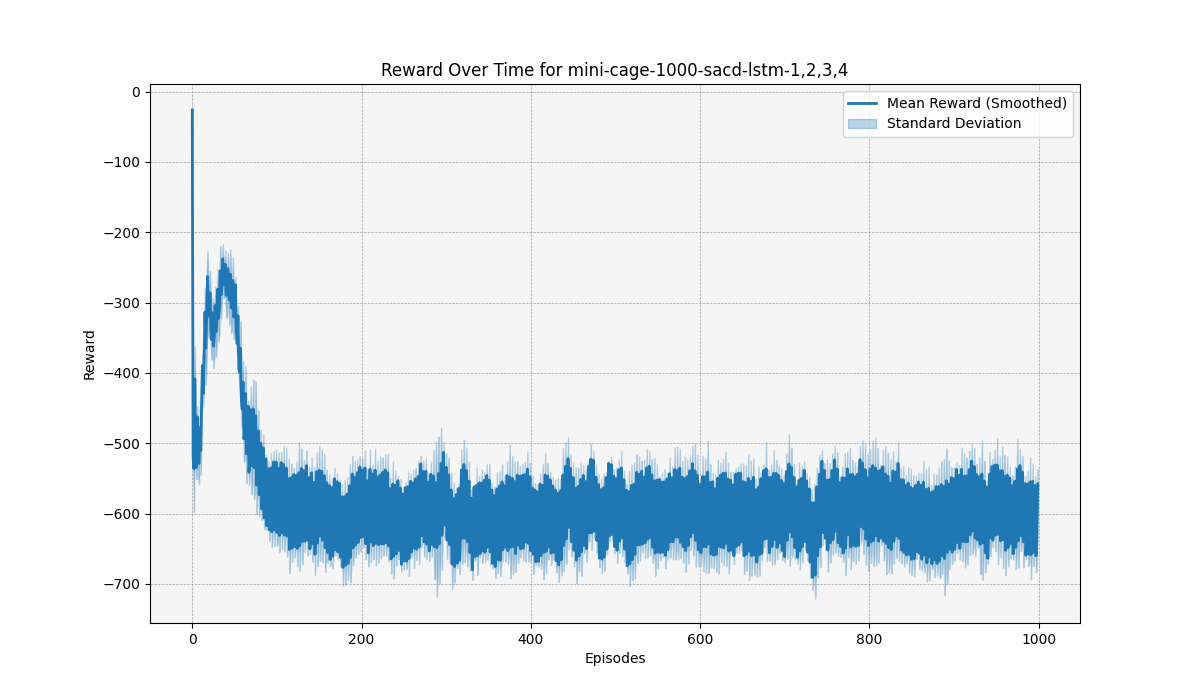 Reward Over Time for mini-cage-1000-sacd-lstm-1,2,3,4
Mean Reward (Smoothed)
Standard Deviation
Reward
0
−100
−200
−300
−400
−500
−600
−700
0
200
400
600
800
1000
Episodes